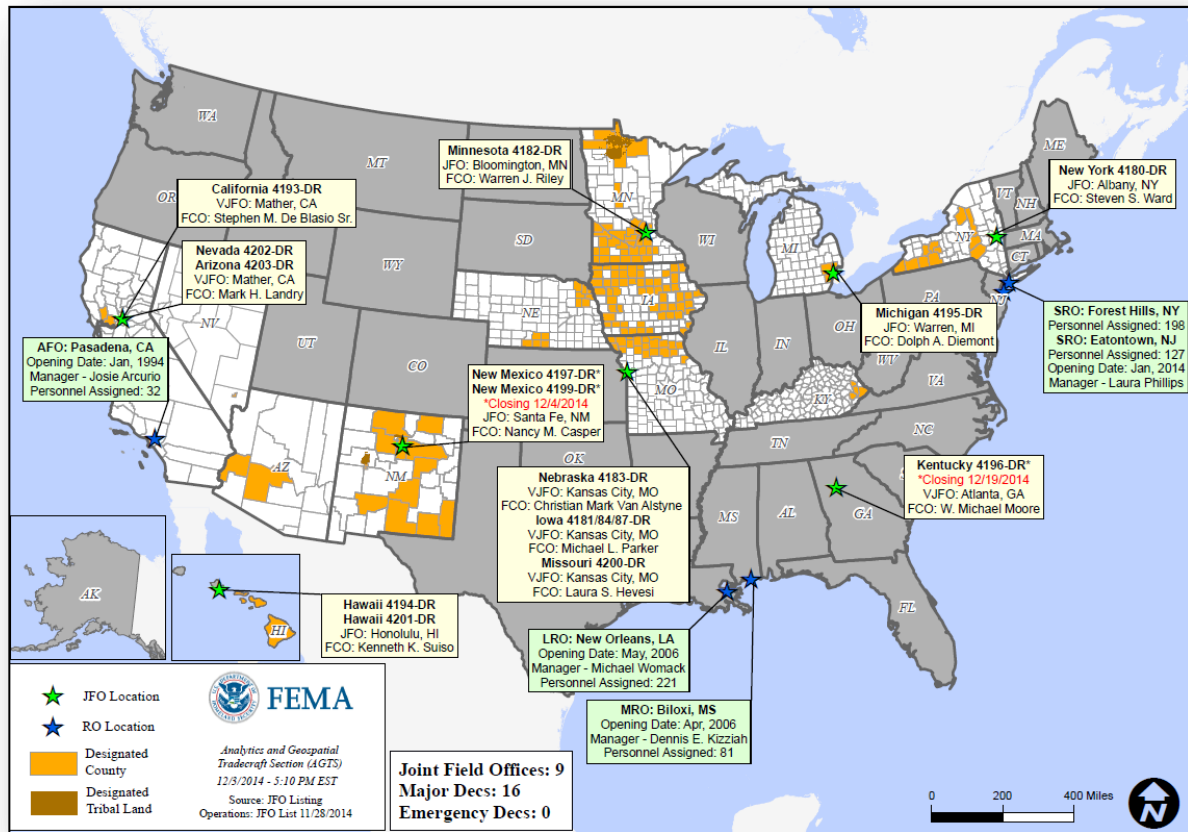 WA
OR
MT
WY
SD
UT
CO
NV
AZ
NM
NE
MN
IA
MO
WI
IL
IN
MI
OH
KY
WV
VA
PA
NY
NJ
CT
MA
VT
NH
ME
OK
TN
NC
S
MS
AL
GA
FL
AK
HI
California 4193-DR
VJFO: Mather, CA
FCO: Stephen M. De Blasio Sr.
Nevada 4202-DR
Arizona 4203-DR
VJFO: Mather, CA
FCO: Mark H. Landry
AFO: Pasadena, CA
Opening Date: Jan, 1994
Manager - Josie Arcurio
Personnel Assigned: 32
Minnesota 4182-DR
JFO: Bloomington, MN
FCO: Warren J. Riley
New York 4180-DR
JFO: Albany, NY
FCO: Steven S. Ward
Michigan 4195-DR
JFO: Warren, MI
FCO: Dolph A. Diemont
SRO: Forest Hills, NY
Personnel Assigned: 198
SRO: Eatontown, NJ
Personnel Assigned: 127
Opening Date: Jan, 2014
Manager - Laura Phillips
New Mexico 4197-DR*
New Mexico 4199-DR*
*Closing 12/4/2014
JFO: Santa Fe, NM
FCO: Nancy M. Casper
Nebraska 4183-DR
VJFO: Kansas City, MO
FCO: Christian Mark Van Alstyne
Iowa 4181/84/87-DR
VJFO: Kansas City, MO
FCO: Michael L. Parker
Missouri 4200-DR
VJFO: Kansas City, MO
FCO: Laura S. Hevesi
Kentucky 4196-DR*
*Closing 12/19/2014
VJFO: Atlanta, GA
FCO: W. Michael Moore
Hawaii 4194-DR
Hawaii 4201-DR
JFO: Honolulu, HI
FCO: Kenneth K. Suiso
LRO: New Orleans, LA
Opening Date: May, 2006
Manager - Michael Womack
Personnel Assigned: 221
MRO: Biloxi, MS
Opening Date: Apr, 2006
Manager - Dennis E. Kizziah
Personnel Assigned: 81
JFO Location
RO Location
Designated
County
Designated
Tribal Land
FEMA
Analytics and Geospatial
Tradecraft Section (AGTS)
12/3/2014 - 5:10 PM EST
Source: JFO Listing
Operations: JFO List 11/28/2014
Joint Field Offices: 9
Major Decs: 16
Emergency Decs: 0
0 200 400 Miles
N